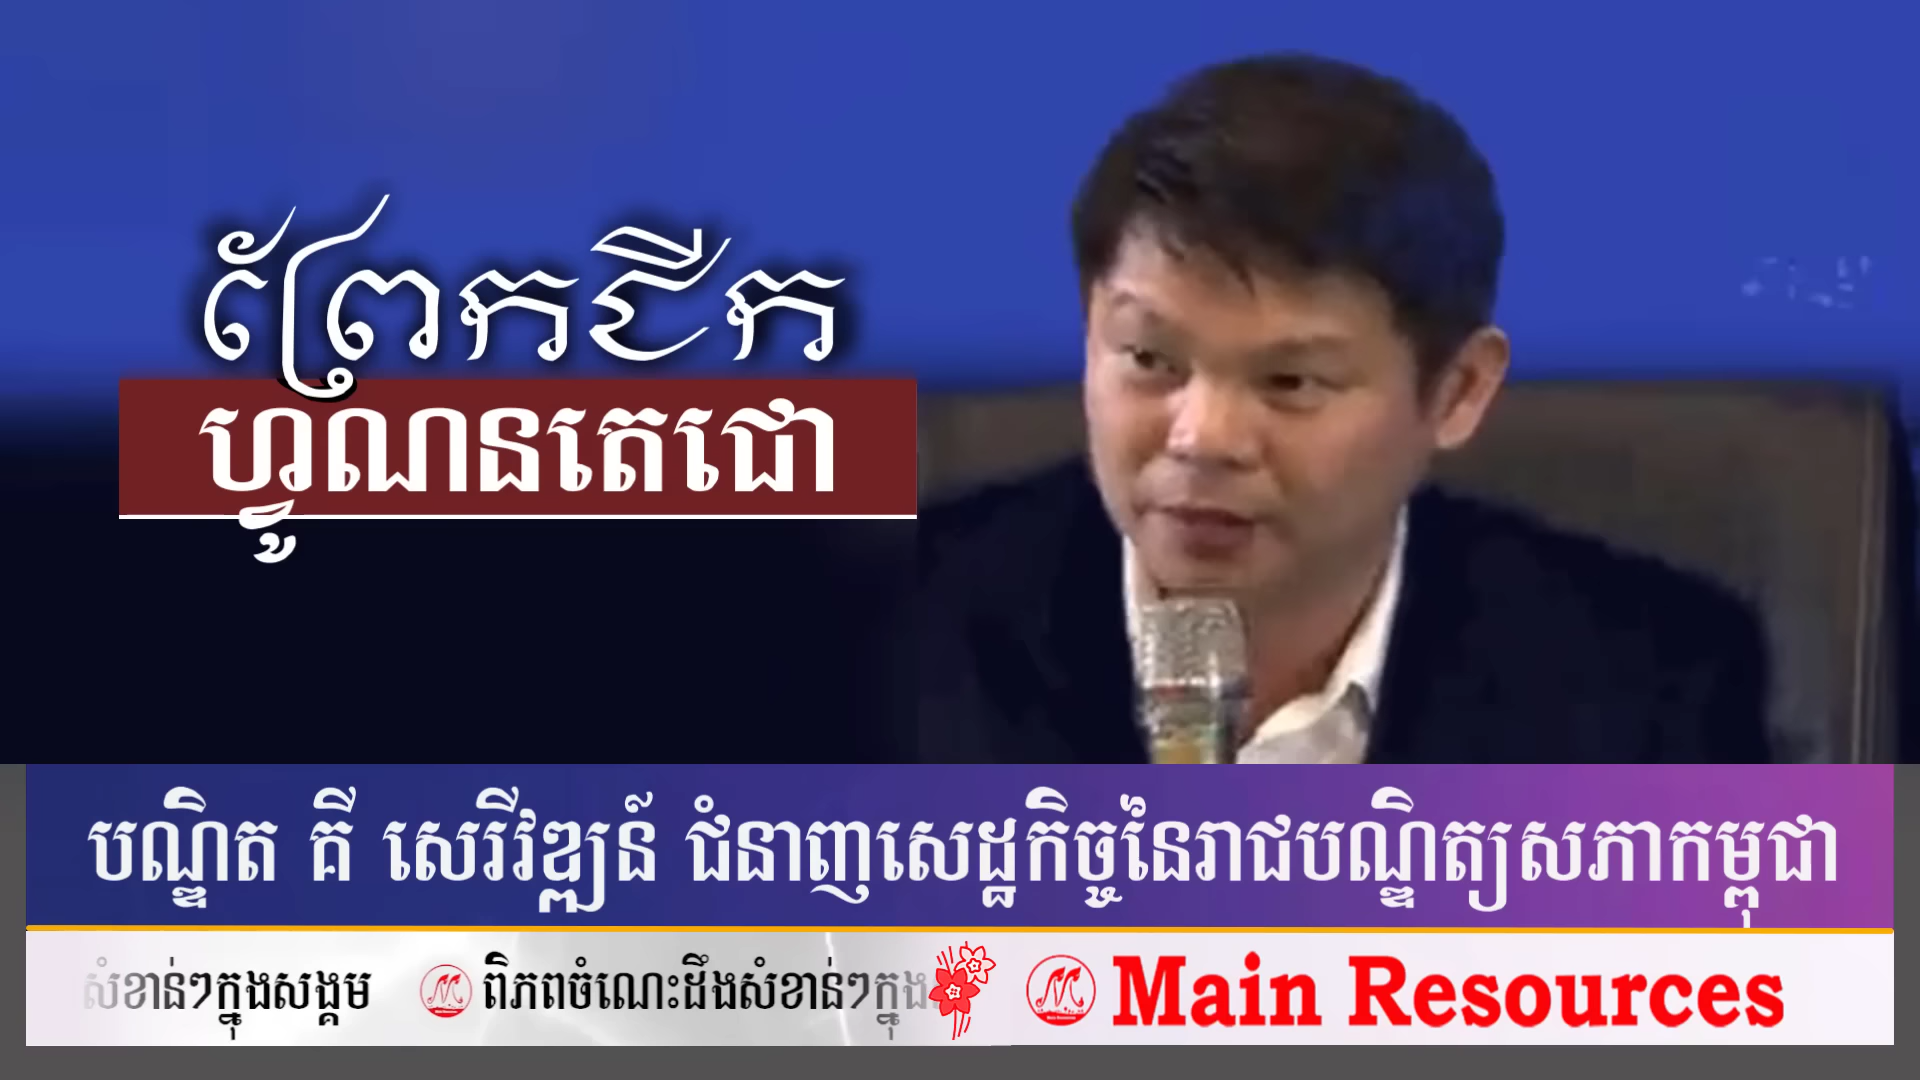 ព្រែកជីក
ហ្វូណនតេជោ
បណ្ឌិត គី សេរីវឌ្ឍន៍ ជំនាញសេដ្ឋកិច្ចនៃរាជបណ្ឌិត្យសភាកម្ពុជា
សំខាន់ៗក្នុងសង្គម ពិភពចំណេះដឹងសំខាន់ៗក្នុង
Main Resources